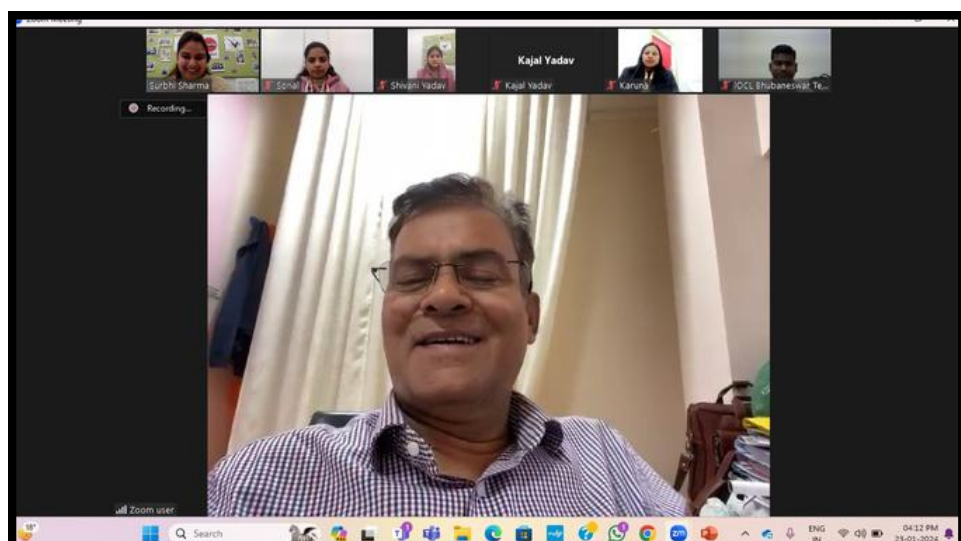 Zoom Meeting
Kajal Yadav
Surbhi Sharma
Sonal
Shivani Yadav
Kajal Yadav
Karuna
IOCL Bhubaneswar Te...
Recording...
Zoom user
18°
Search
ENG
IN
04:12 PM
23-01-2024